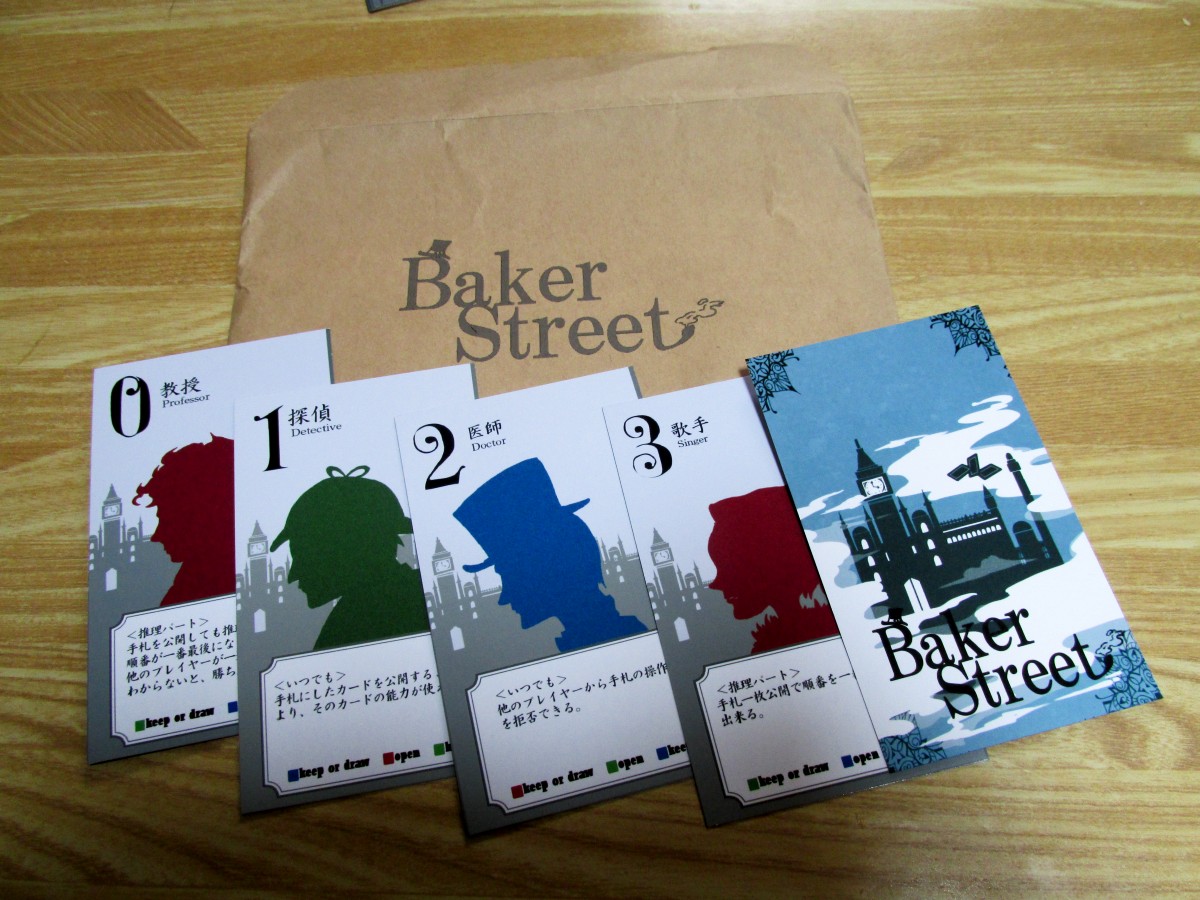 Baker
Street
0 教授
Professor
<推理パート>
手札を公開しても推
順番が一番最後にな
他のプレイヤーが一
わからないと、勝ち
keep or draw
1 探偵
Detective
<いつでも>
手札にしたカードを公開する
より、そのカードの能力が使
keep or draw open
2 医師
Doctor
<いつでも>
他のプレイヤーから手札の操作
を拒否できる。
keep or draw open kee
3 歌手
Singer
<推理パート>
手札一枚公開で順番を一
出来る。
keep or draw open
Baker
Street